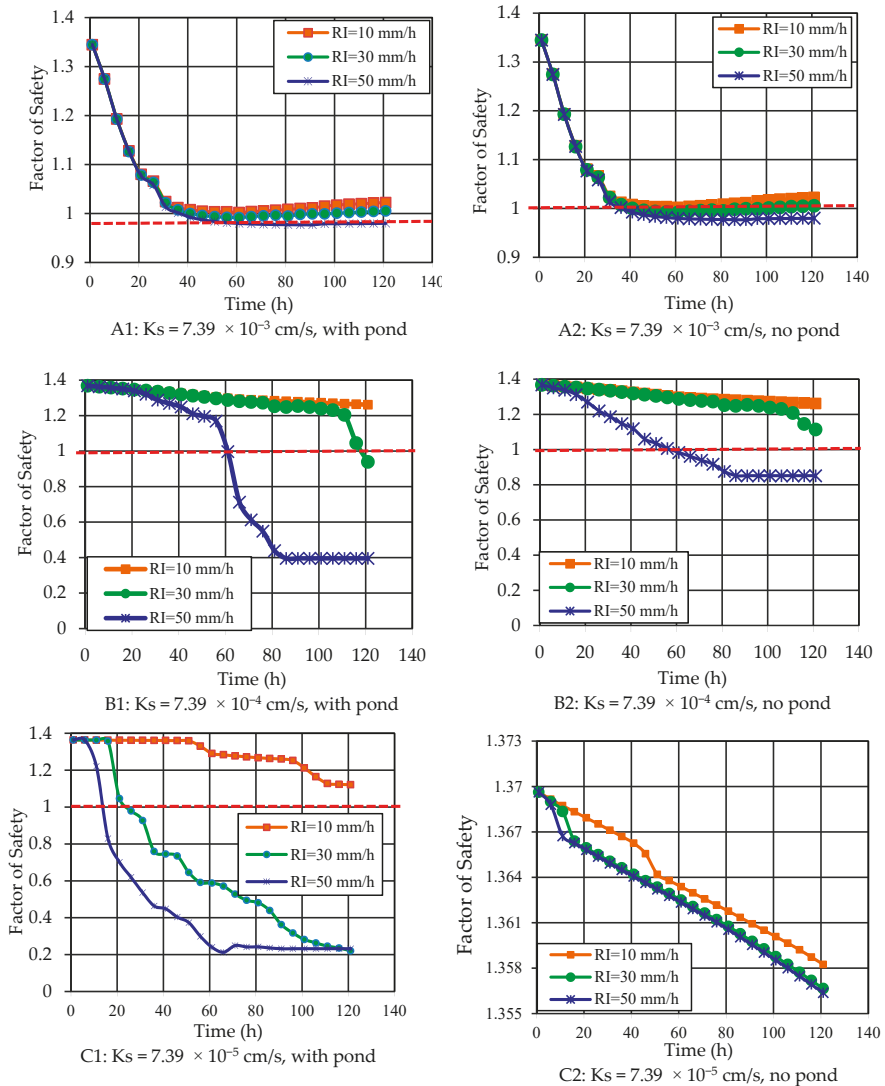 Factor of Safety
1.4
1.3
1.2
1.1
1
0.9
RI=10 mm/h
RI=30 mm/h
RI=50 mm/h
0 20 40 60 80 100 120 140
Time (h)
A1: Ks = 7.39 × 10⁻³ cm/s, with pond
Factor of Safety
1.4
1.3
1.2
1.1
1
0.9
RI=10 mm/h
RI=30 mm/h
RI=50 mm/h
0 20 40 60 80 100 120 140
Time (h)
A2: Ks = 7.39 × 10⁻³ cm/s, no pond
Factor of Safety
1.4
1.2
1
0.8
0.6
0.4
0.2
0
RI=10 mm/h
RI=30 mm/h
RI=50 mm/h
0 20 40 60 80 100 120 140
Time (h)
B1: Ks = 7.39 × 10⁻⁴ cm/s, with pond
Factor of Safety
1.4
1.2
1
0.8
0.6
0.4
0.2
0
RI=10 mm/h
RI=30 mm/h
RI=50 mm/h
0 20 40 60 80 100 120 140
Time (h)
B2: Ks = 7.39 × 10⁻⁴ cm/s, no pond
Factor of Safety
1.4
1.2
1
0.8
0.6
0.4
0.2
0
RI=10 mm/h
RI=30 mm/h
RI=50 mm/h
0 20 40 60 80 100 120 140
Time (h)
C1: Ks = 7.39 × 10⁻⁵ cm/s, with pond
Factor of Safety
1.373
1.37
1.367
1.364
1.361
1.358
1.355
RI=10 mm/h
RI=30 mm/h
RI=50 mm/h
0 20 40 60 80 100 120 140
Time (h)
C2: Ks = 7.39 × 10⁻⁵ cm/s, no pond